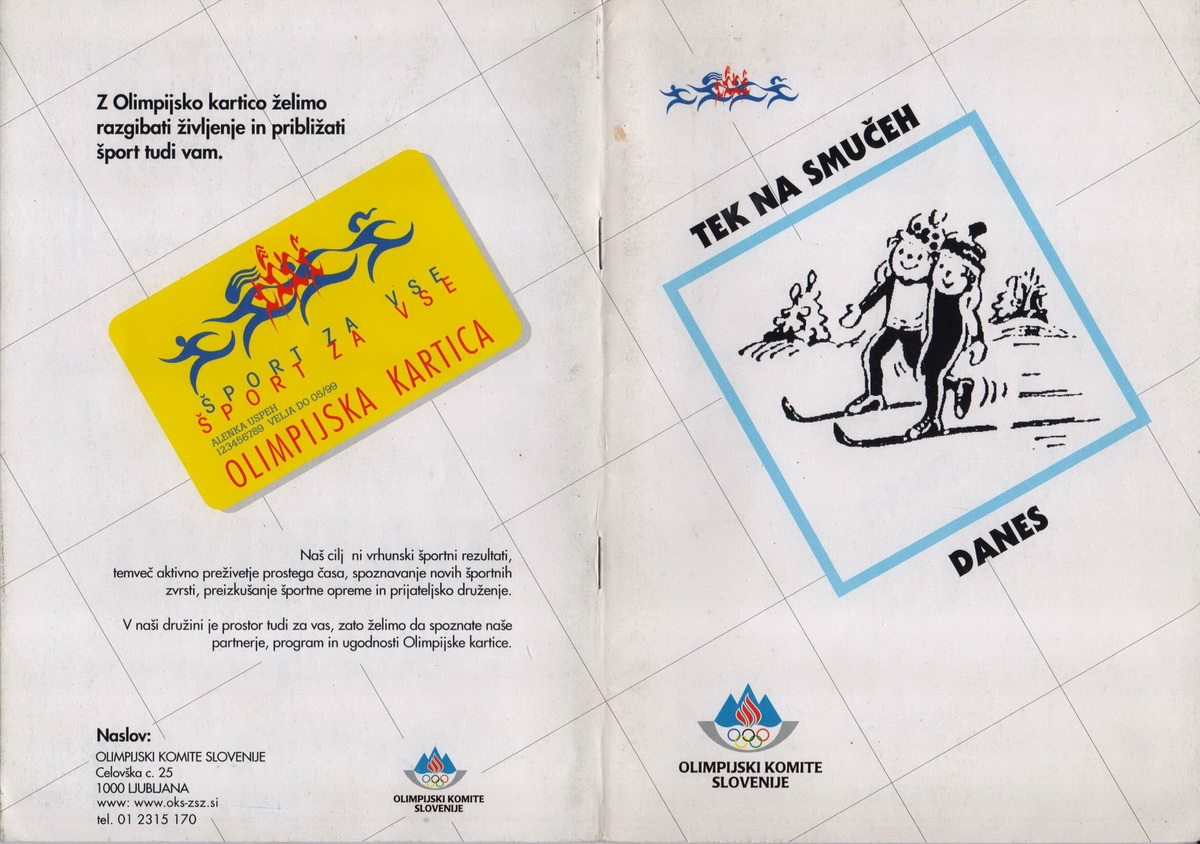 Z Olimpijsko kartico želimo
razgibati življenje in približati
šport tudi vam.
ŠPORT ZA VSE
ŠPORT ZA VSE
ALENKA USPEH
123456789 VELJA DO 05/99
OLIMPIJSKA KARTICA
Naš cilj ni vrhunski športni rezultati,
temveč aktivno preživetje prostega časa, spoznavanje novih športnih
zvrsti, preizkušanje športne opreme in prijateljsko druženje.
V naši družini je prostor tudi za vas, zato želimo da spoznate naše
partnerje, program in ugodnosti Olimpijske kartice.
Naslov:
OLIMPIJSKI KOMITE SLOVENIJE
Celovška c. 25
1000 LJUBLJANA
www: www.oks-zsz.si
tel. 01 2315 170
OLIMPIJSKI KOMITE
SLOVENIJE
TEK NA SMUČEH
DANES
OLIMPIJSKI KOMITE
SLOVENIJE